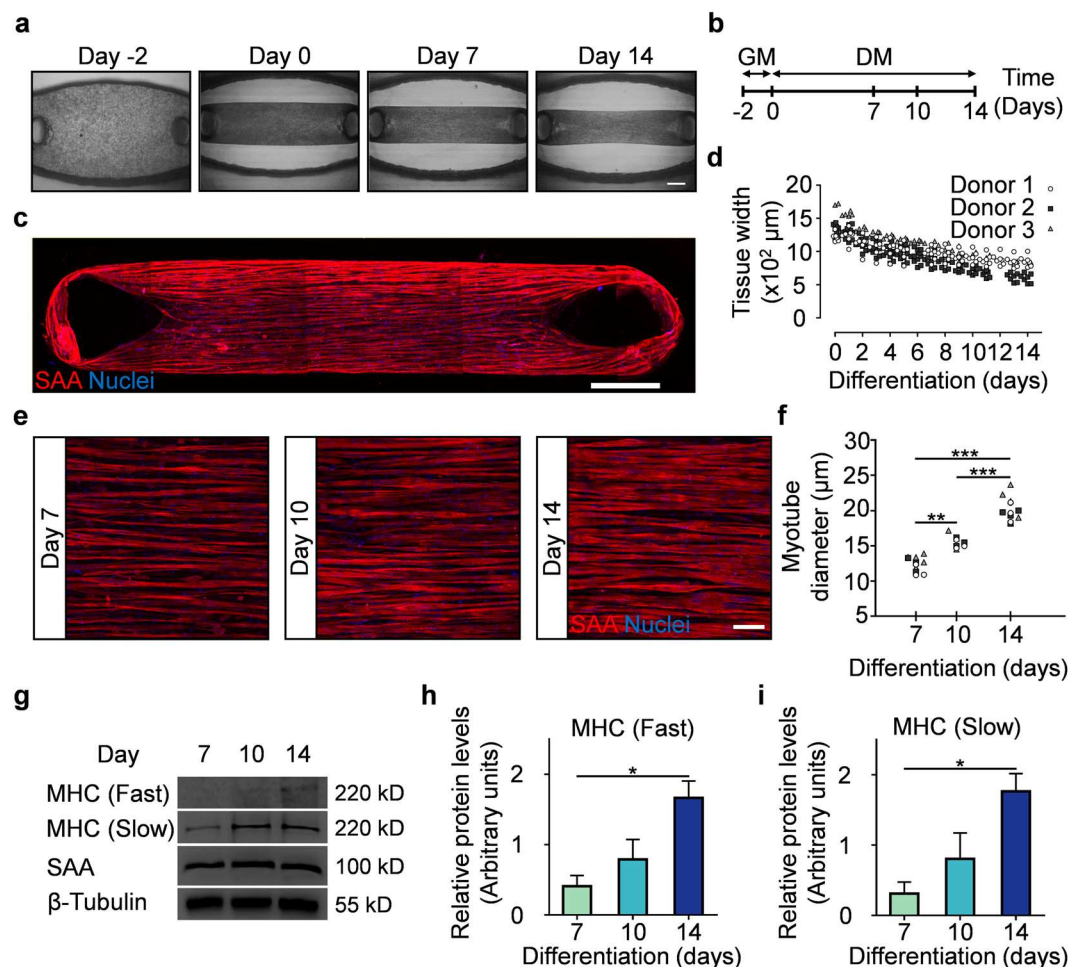 a
Day -2 Day 0 Day 7 Day 14
b
GM DM
Time
(Days)
-2 0 7 10 14
c
SAA Nuclei
d
Donor 1
Donor 2
Donor 3
Tissue width
(x10² µm)
20
15
10
5
0
0 2 4 6 8 10 12 14
Differentiation (days)
e
Day 7
Day 10
Day 14
SAA Nuclei
f
Myotube
diameter (µm)
30
25
20
15
10
5
***
***
**
7 10 14
Differentiation (days)
g
Day 7 10 14
MHC (Fast) 220 kD
MHC (Slow) 220 kD
SAA 100 kD
β-Tubulin 55 kD
h
MHC (Fast)
Relative protein levels
(Arbitrary units)
2
1
0
*
7 10 14
Differentiation (days)
i
MHC (Slow)
Relative protein levels
(Arbitrary units)
2
1
0
*
7 10 14
Differentiation (days)